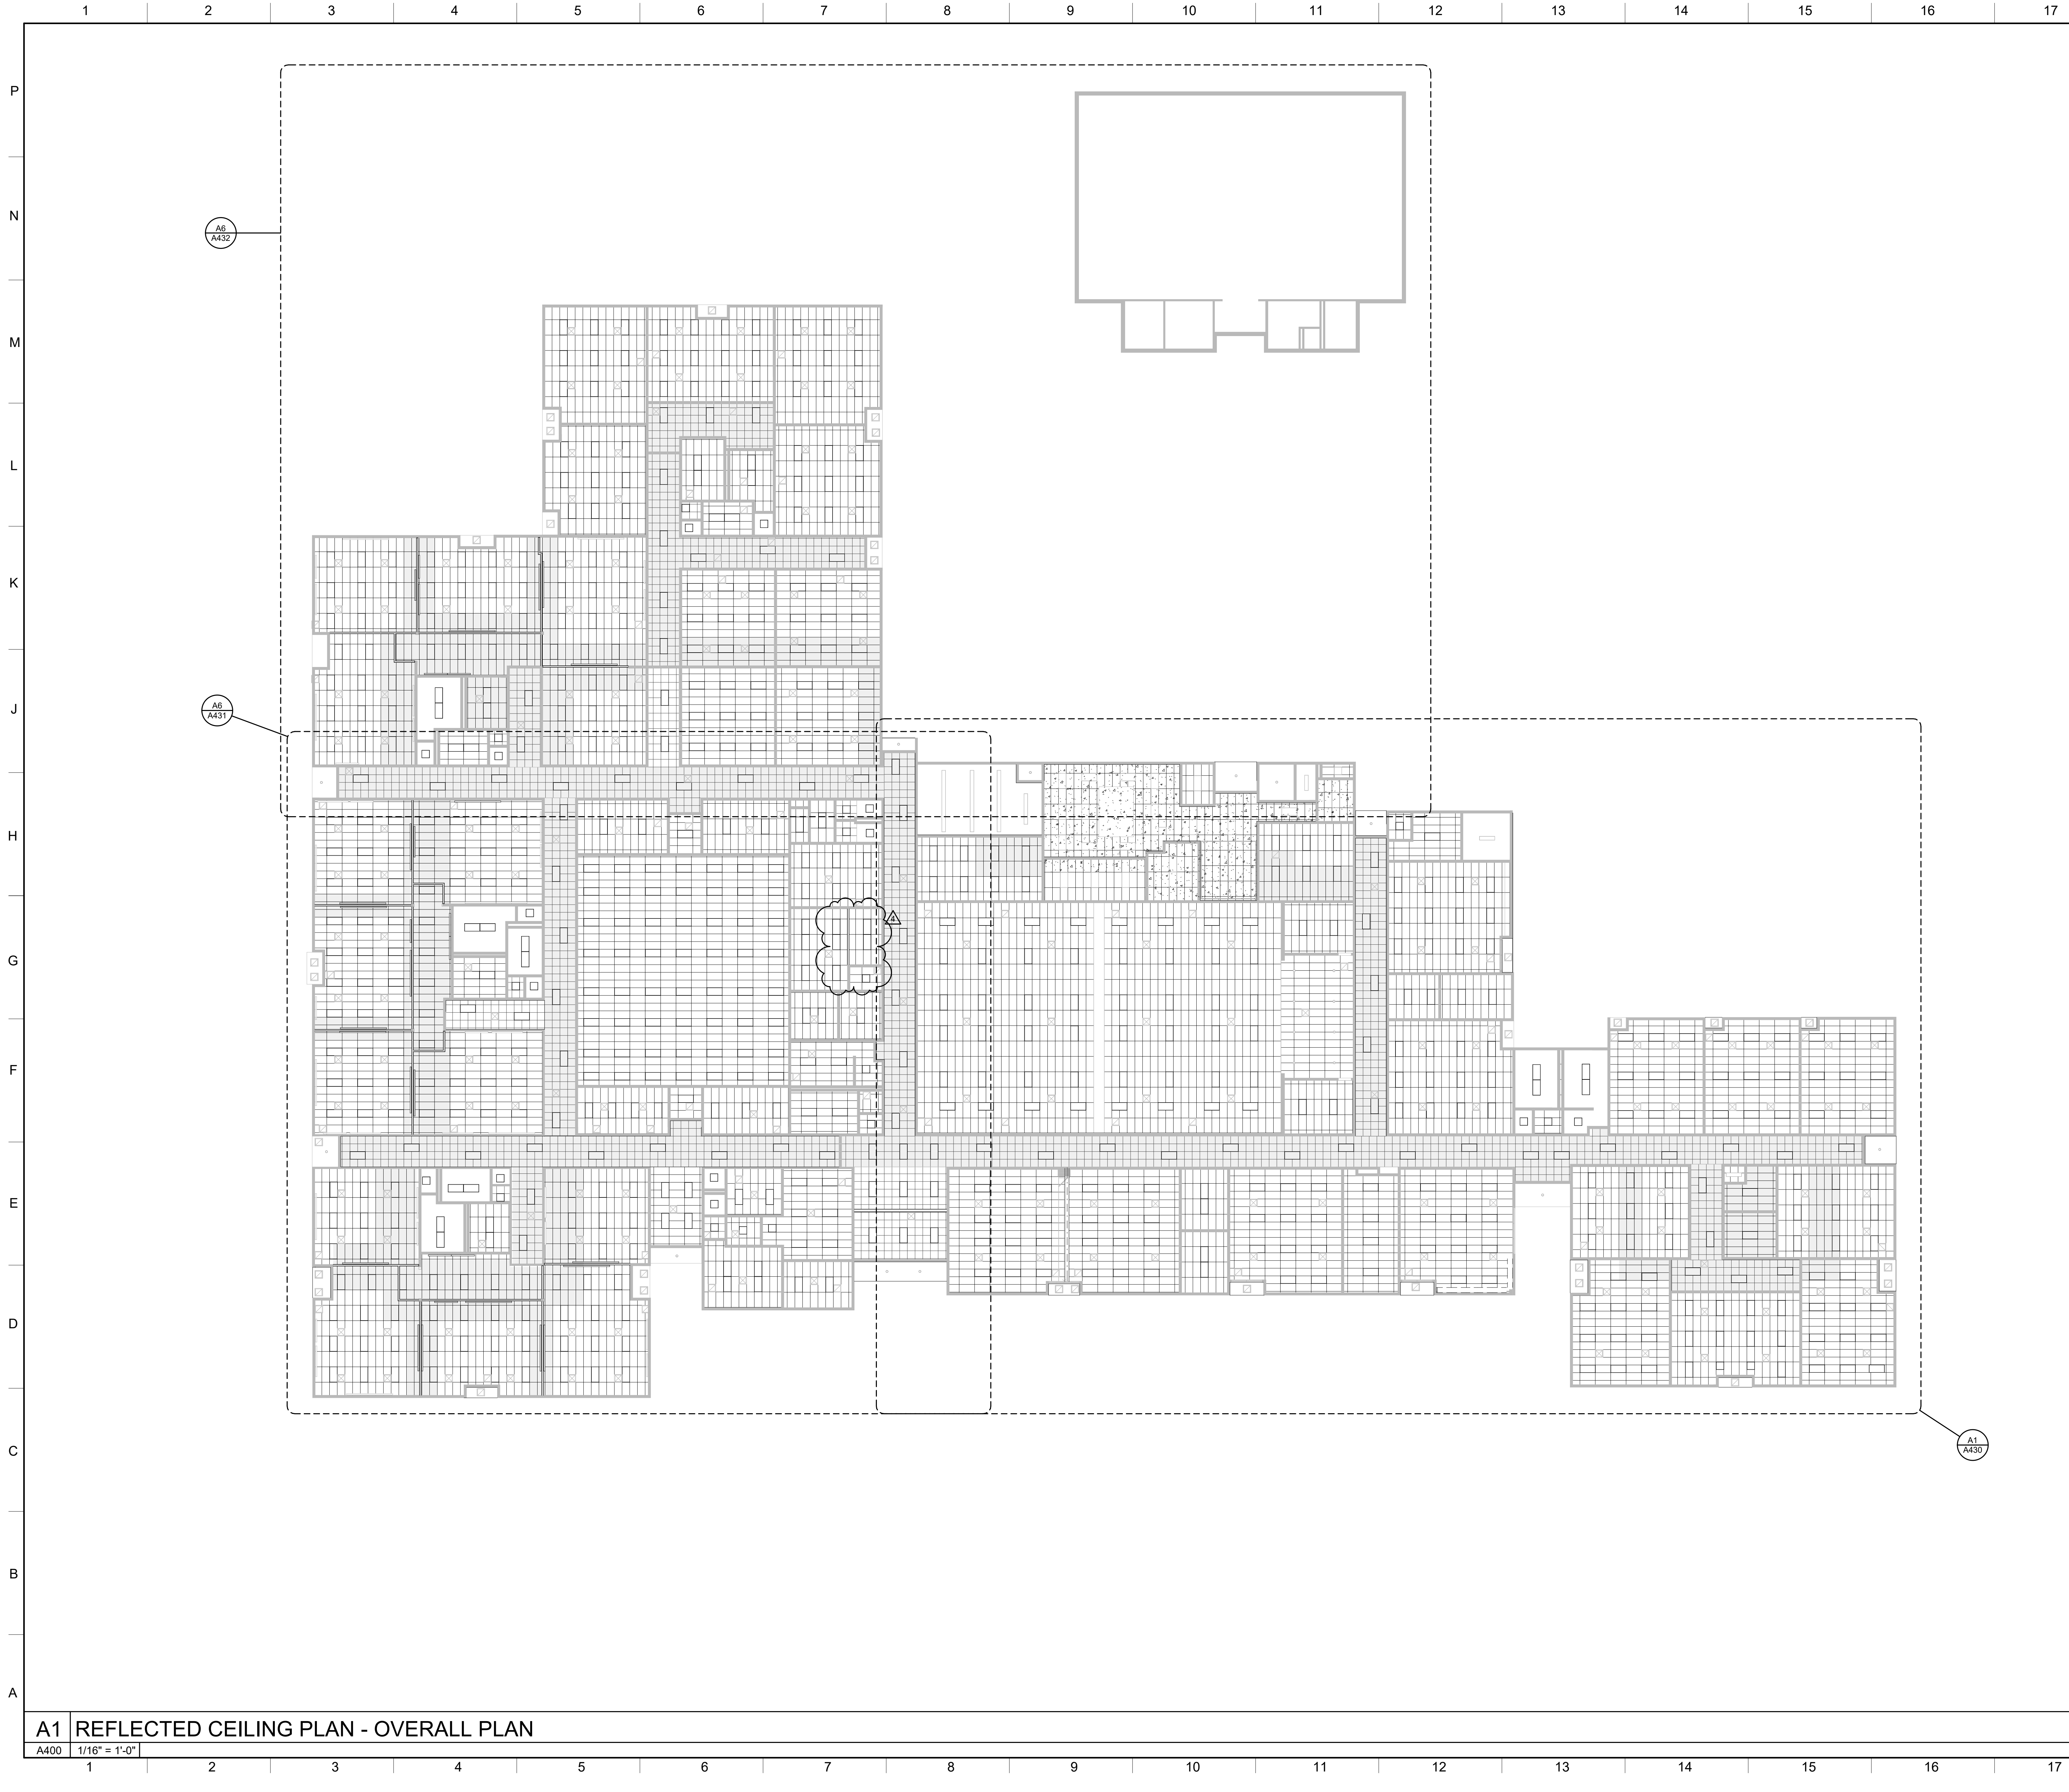 1 2 3 4 5 6 7 8 9 10 11 12 13 14 15 16 17
P
N
A6
A432
M
L
K
J
A6
A431
H
4
G
F
E
D
C
A1
A430
B
A
A1 REFLECTED CEILING PLAN - OVERALL PLAN
A400 1/16" = 1'-0"
1 2 3 4 5 6 7 8 9 10 11 12 13 14 15 16 17